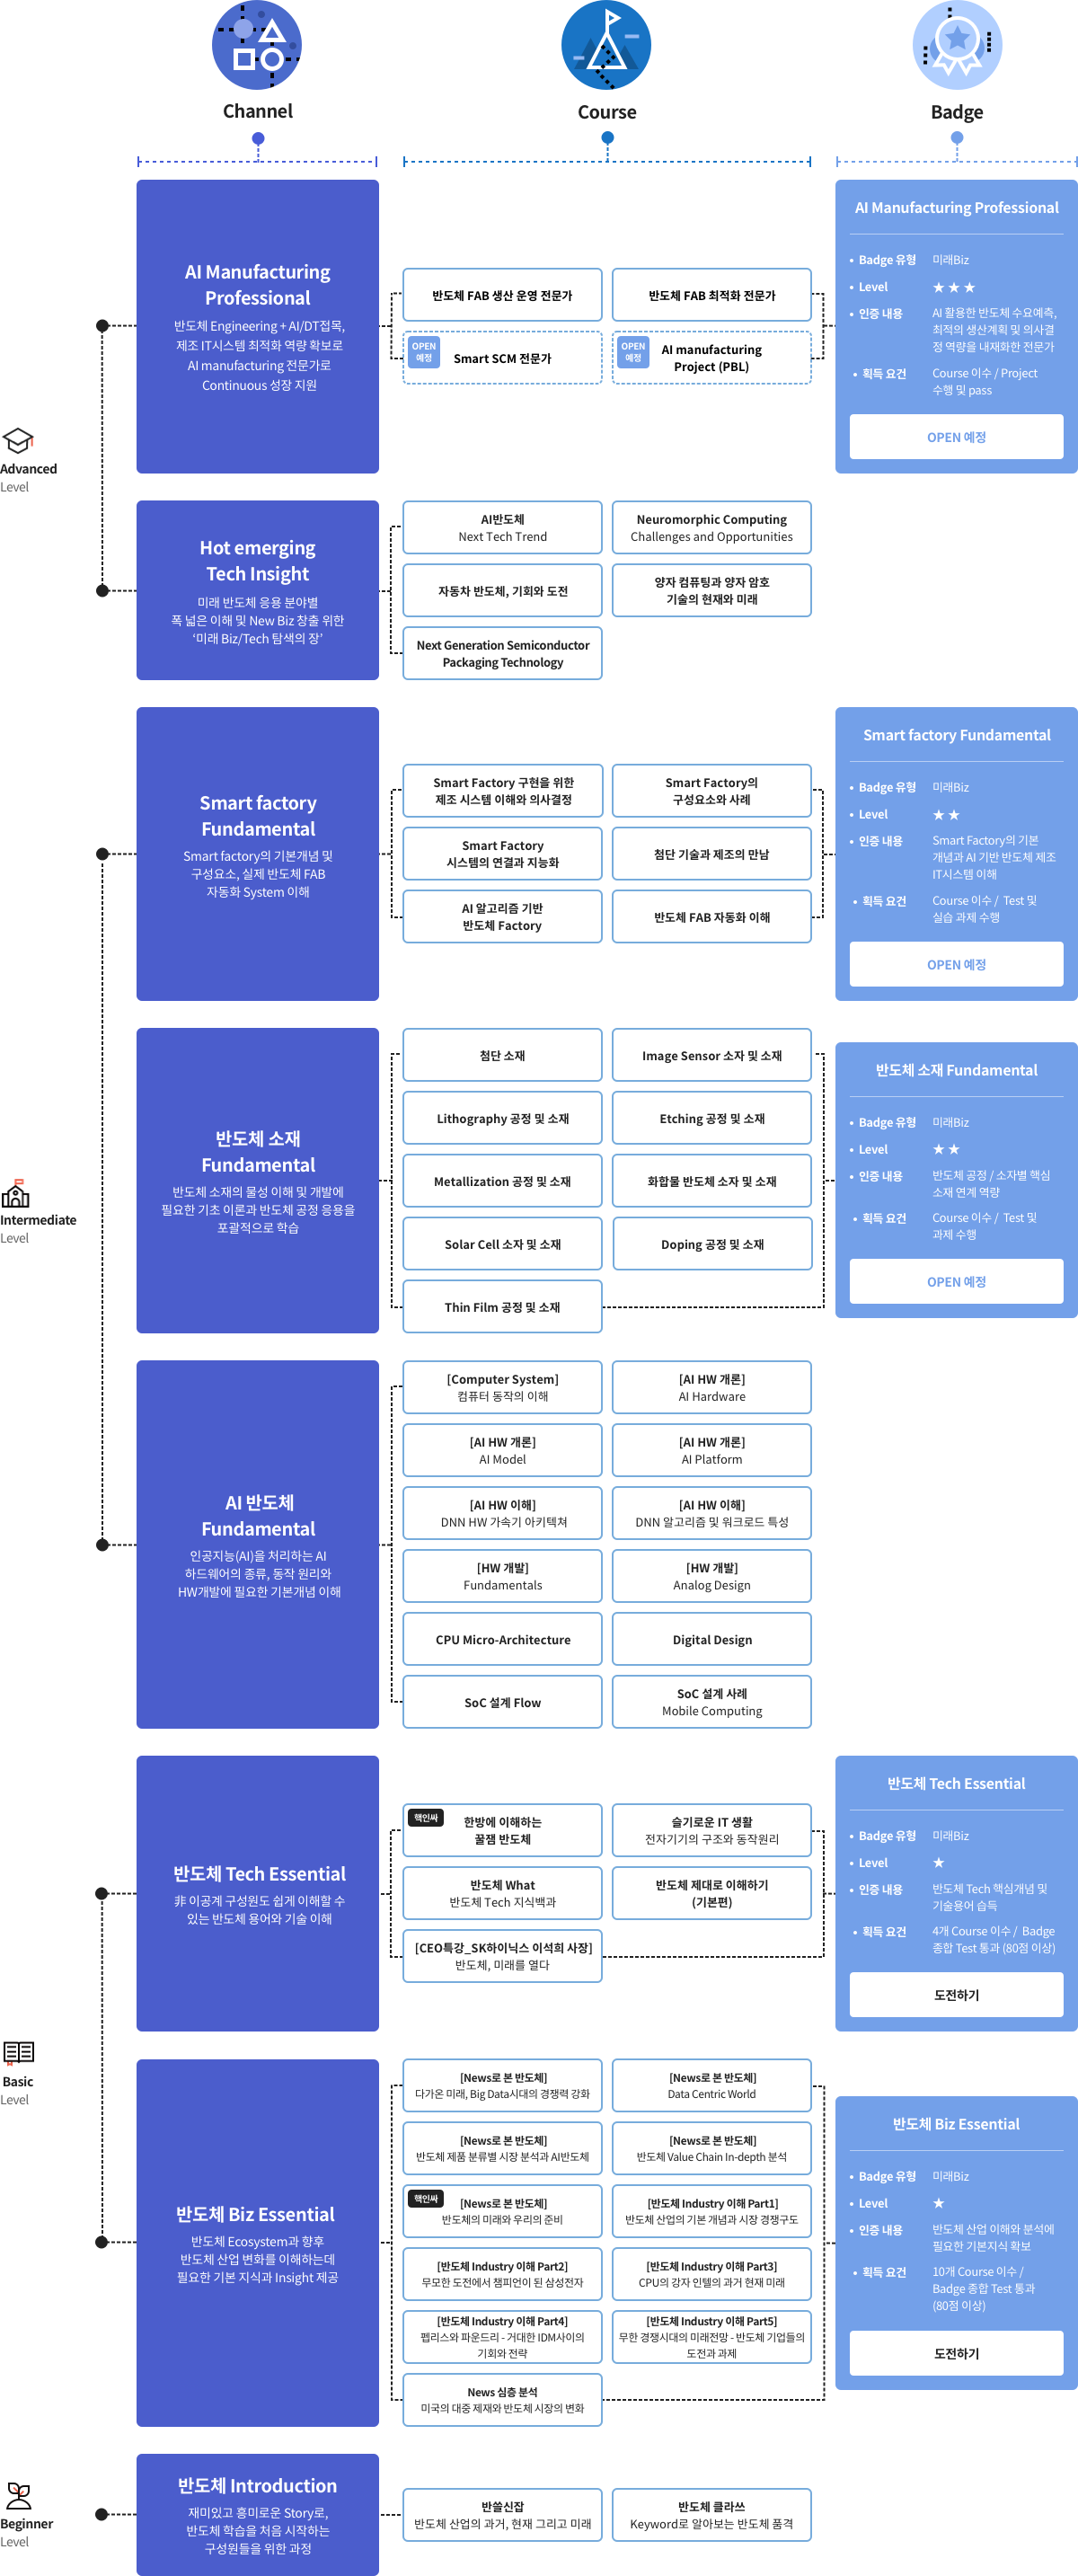 Channel
Course
Badge
Advanced
Level
AI Manufacturing
Professional
반도체 Engineering + AI/DT접목,
제조 IT시스템 최적화 역량 확보로
AI manufacturing 전문가로
Continuous 성장 지원
반도체 FAB 생산 운영 전문가
반도체 FAB 최적화 전문가
OPEN
예정
Smart SCM 전문가
OPEN
예정
AI manufacturing
Project (PBL)
AI Manufacturing Professional
• Badge 유형 미래Biz
• Level ★ ★ ★
• 인증 내용 AI 활용한 반도체 수요예측,
최적의 생산계획 및 의사결
정 역량을 내재화한 전문가
• 획득 요건 Course 이수 / Project
수행 및 pass
OPEN 예정
Hot emerging
Tech Insight
미래 반도체 응용 분야별
폭 넓은 이해 및 New Biz 창출 위한
‘미래 Biz/Tech 탐색의 장’
AI반도체
Next Tech Trend
Neuromorphic Computing
Challenges and Opportunities
자동차 반도체, 기회와 도전
양자 컴퓨팅과 양자 암호
기술의 현재와 미래
Next Generation Semiconductor
Packaging Technology
Intermediate
Level
Smart factory
Fundamental
Smart factory의 기본개념 및
구성요소, 실제 반도체 FAB
자동화 System 이해
Smart Factory 구현을 위한
제조 시스템 이해와 의사결정
Smart Factory의
구성요소와 사례
Smart Factory
시스템의 연결과 지능화
첨단 기술과 제조의 만남
AI 알고리즘 기반
반도체 Factory
반도체 FAB 자동화 이해
Smart factory Fundamental
• Badge 유형 미래Biz
• Level ★ ★
• 인증 내용 Smart Factory의 기본
개념과 AI 기반 반도체 제조
IT시스템 이해
• 획득 요건 Course 이수 / Test 및
실습 과제 수행
OPEN 예정
반도체 소재
Fundamental
반도체 소재의 물성 이해 및 개발에
필요한 기초 이론과 반도체 공정 응용을
포괄적으로 학습
첨단 소재
Image Sensor 소자 및 소재
Lithography 공정 및 소재
Etching 공정 및 소재
Metallization 공정 및 소재
화합물 반도체 소자 및 소재
Solar Cell 소자 및 소재
Doping 공정 및 소재
Thin Film 공정 및 소재
반도체 소재 Fundamental
• Badge 유형 미래Biz
• Level ★ ★
• 인증 내용 반도체 공정 / 소자별 핵심
소재 연계 역량
• 획득 요건 Course 이수 / Test 및
과제 수행
OPEN 예정
AI 반도체
Fundamental
인공지능(AI)을 처리하는 AI
하드웨어의 종류, 동작 원리와
HW개발에 필요한 기본개념 이해
[Computer System]
컴퓨터 동작의 이해
[AI HW 개론]
AI Hardware
[AI HW 개론]
AI Model
[AI HW 개론]
AI Platform
[AI HW 이해]
DNN HW 가속기 아키텍쳐
[AI HW 이해]
DNN 알고리즘 및 워크로드 특성
[HW 개발]
Fundamentals
[HW 개발]
Analog Design
CPU Micro-Architecture
Digital Design
SoC 설계 Flow
SoC 설계 사례
Mobile Computing
Basic
Level
반도체 Tech Essential
非 이공계 구성원도 쉽게 이해할 수
있는 반도체 용어와 기술 이해
핵인싸
한방에 이해하는
꿀잼 반도체
슬기로운 IT 생활
전자기기의 구조와 동작원리
반도체 What
반도체 Tech 지식백과
반도체 제대로 이해하기
(기본편)
[CEO특강_SK하이닉스 이석희 사장]
반도체, 미래를 열다
반도체 Tech Essential
• Badge 유형 미래Biz
• Level ★
• 인증 내용 반도체 Tech 핵심개념 및
기술용어 습득
• 획득 요건 4개 Course 이수 / Badge
종합 Test 통과 (80점 이상)
도전하기
반도체 Biz Essential
반도체 Ecosystem과 향후
반도체 산업 변화를 이해하는데
필요한 기본 지식과 Insight 제공
[News로 본 반도체]
다가온 미래, Big Data시대의 경쟁력 강화
[News로 본 반도체]
Data Centric World
[News로 본 반도체]
반도체 제품 분류별 시장 분석과 AI반도체
[News로 본 반도체]
반도체 Value Chain In-depth 분석
핵인싸
[News로 본 반도체]
반도체의 미래와 우리의 준비
[반도체 Industry 이해 Part1]
반도체 산업의 기본 개념과 시장 경쟁구도
[반도체 Industry 이해 Part2]
무모한 도전에서 챔피언이 된 삼성전자
[반도체 Industry 이해 Part3]
CPU의 강자 인텔의 과거 현재 미래
[반도체 Industry 이해 Part4]
펩리스와 파운드리 - 거대한 IDM사이의
기회와 전략
[반도체 Industry 이해 Part5]
무한 경쟁시대의 미래전망 - 반도체 기업들의
도전과 과제
News 심층 분석
미국의 대중 제재와 반도체 시장의 변화
반도체 Biz Essential
• Badge 유형 미래Biz
• Level ★
• 인증 내용 반도체 산업 이해와 분석에
필요한 기본지식 확보
• 획득 요건 10개 Course 이수 /
Badge 종합 Test 통과
(80점 이상)
도전하기
Beginner
Level
반도체 Introduction
재미있고 흥미로운 Story로,
반도체 학습을 처음 시작하는
구성원들을 위한 과정
반쓸신잡
반도체 산업의 과거, 현재 그리고 미래
반도체 클라쓰
Keyword로 알아보는 반도체 품격